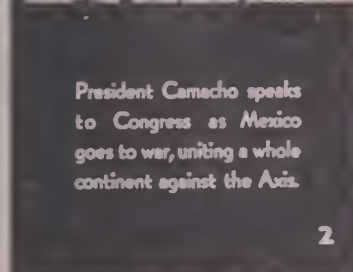 President Camacho speaks
to Congress as Mexico
goes to war, uniting a whole
continent against the Axis.
2